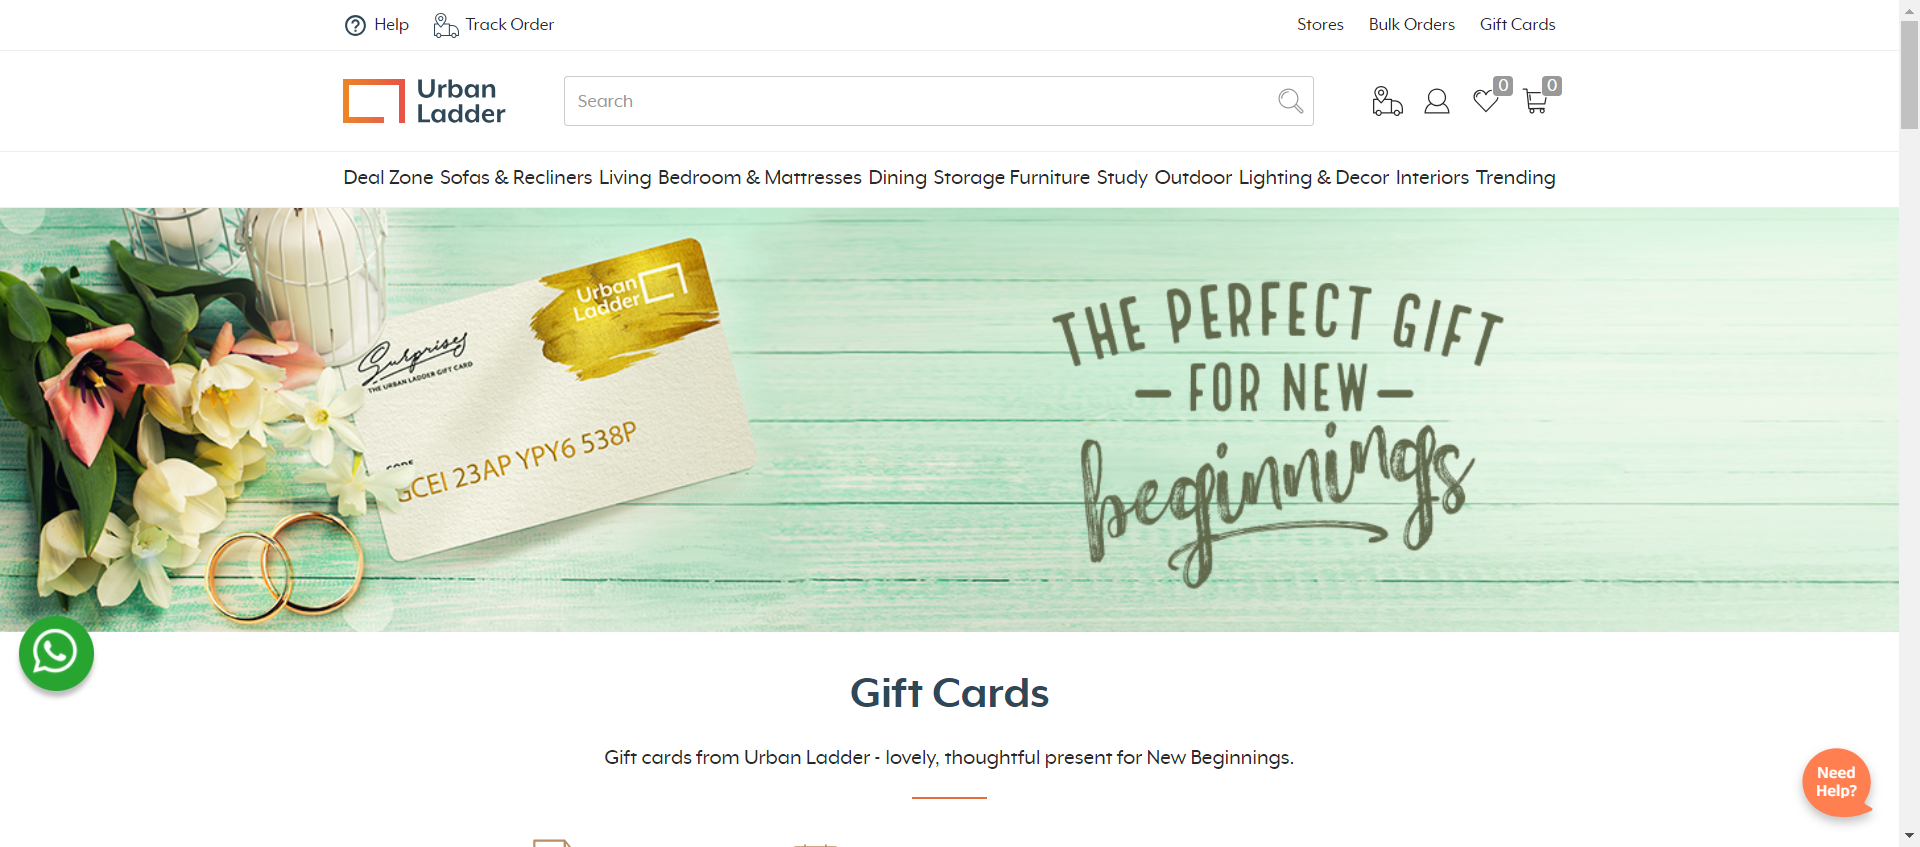 Help Track Order Stores Bulk Orders Gift Cards
Urban
Ladder
Search
0 0
Deal Zone Sofas & Recliners Living Bedroom & Mattresses Dining Storage Furniture Study Outdoor Lighting & Decor Interiors Trending
Urban
Ladder
Surprises
THE URBAN LADDER GIFT CARD
CODE
GCEI 23AP YPY6 538P
THE PERFECT GIFT
— FOR NEW —
beginnings
Gift Cards
Gift cards from Urban Ladder - lovely, thoughtful present for New Beginnings.
Need
Help?